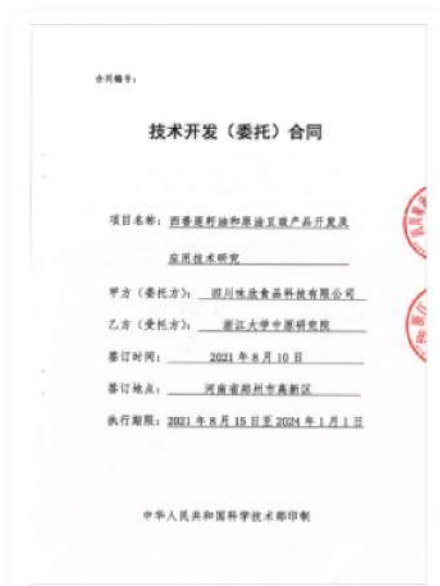 合同编号：
技术开发（委托）合同
项目名称：西番莲籽油和原油豆豉产品开发及
应用技术研究
甲方（委托方）：四川味欣食品科技有限公司
乙方（受托方）：浙江大学中原研究院
签订时间：2021 年 8 月 10 日
签订地点：河南省郑州市高新区
执行期限：2021 年 8 月 15 日至 2024 年 1 月 1 日
中华人民共和国科学技术部印制